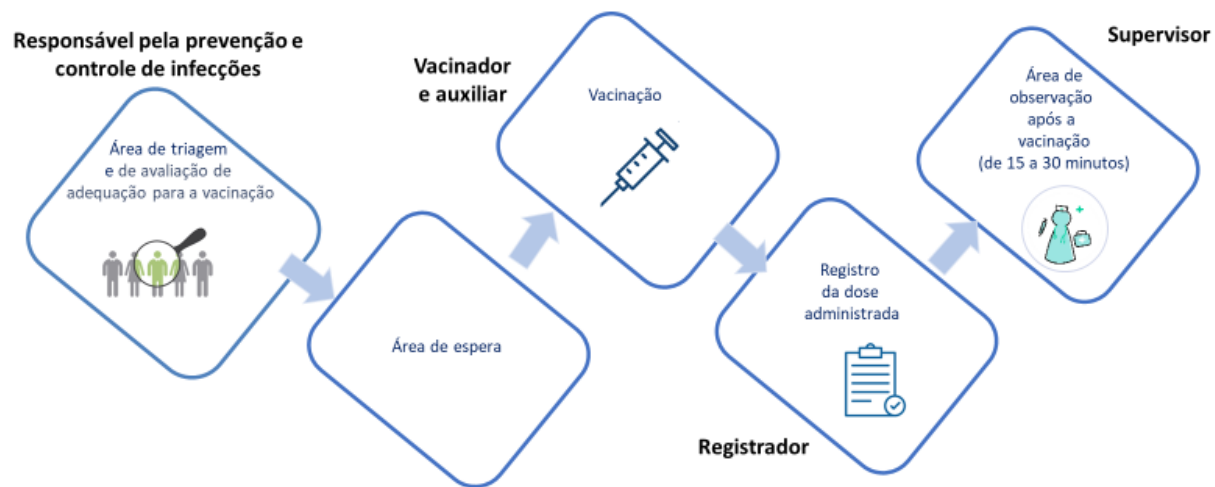 Responsável pela prevenção e
controle de infecções
Área de triagem
e de avaliação de
adequação para a vacinação
Área de espera
Vacinador
e auxiliar
Vacinação
Registro
da dose
administrada
Registrador
Supervisor
Área de
observação
após a
vacinação
(de 15 a 30 minutos)